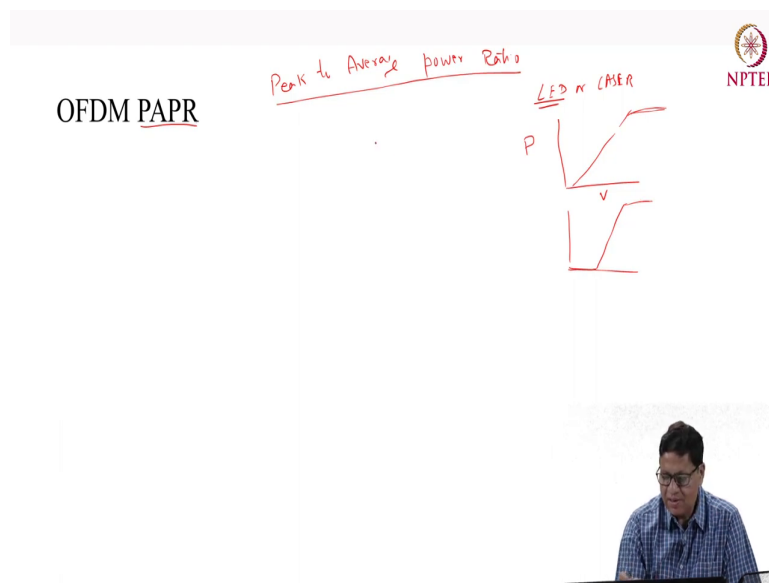 Peak to Average power Ratio
OFDM PAPR
LED or LASER
P
V
NPTEL